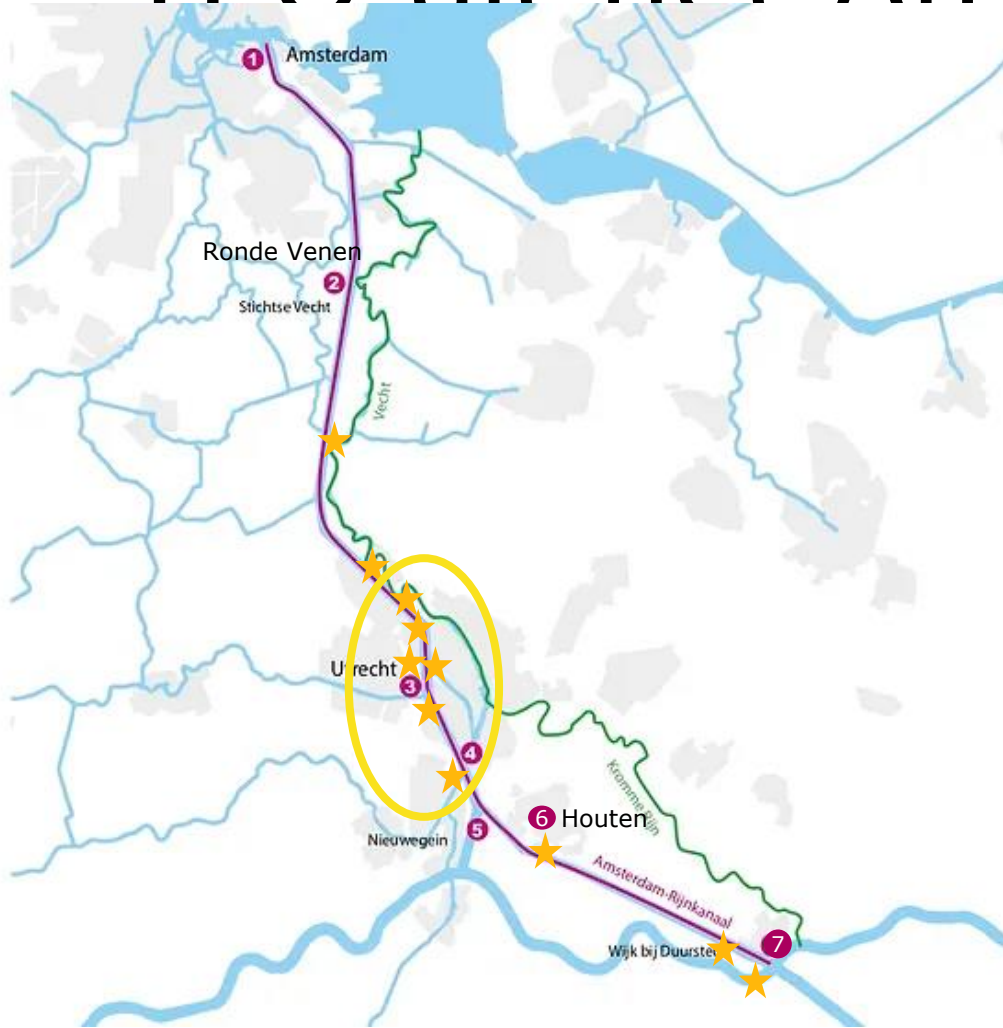 1 Amsterdam
Ronde Venen
2
Stichtse Vecht
Vecht
Utrecht
3
4
Kromme Rijn
6 Houten
5
Nieuwegein
Amsterdam-Rijnkanaal
7
Wijk bij Duurste